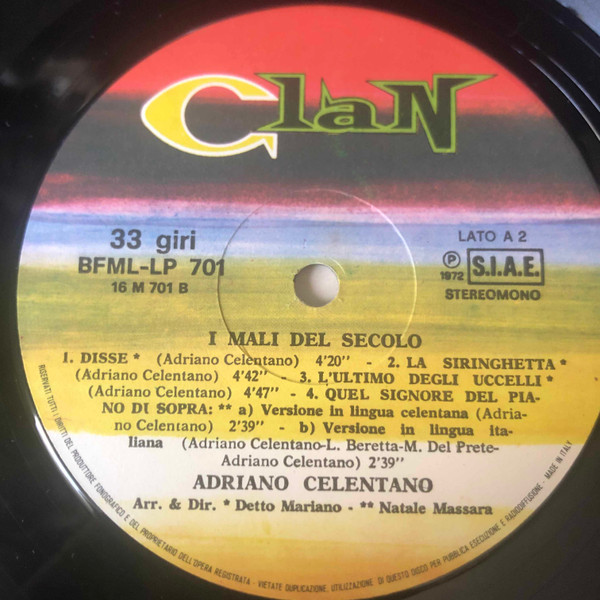 ClaN
33 giri
BFML-LP 701
16 M 701 B
LATO A 2
℗ 1972 S.I.A.E.
STEREOMONO
I MALI DEL SECOLO
1. DISSE* (Adriano Celentano) 4'20'' - 2. LA SIRINGHETTA*
(Adriano Celentano) 4'42'' - 3. L'ULTIMO DEGLI UCCELLI*
(Adriano Celentano) 4'47'' - 4. QUEL SIGNORE DEL PIA-
NO DI SOPRA: ** a) Versione in lingua celentana (Adria-
no Celentano) 2'39'' - b) Versione in lingua ita-
liana (Adriano Celentano-L. Beretta-M. Del Prete-
Adriano Celentano) 2'39''
ADRIANO CELENTANO
Arr. & Dir. * Detto Mariano - ** Natale Massara
RISERVATI TUTTI I DIRITTI DEL PRODUTTORE FONOGRAFICO E DEL PROPRIETARIO DELL'OPERA REGISTRATA - VIETATE DUPLICAZIONE, UTILIZZAZIONE DI QUESTO DISCO PER PUBBLICA ESECUZIONE E RADIODIFFUSIONE. - MADE IN ITALY